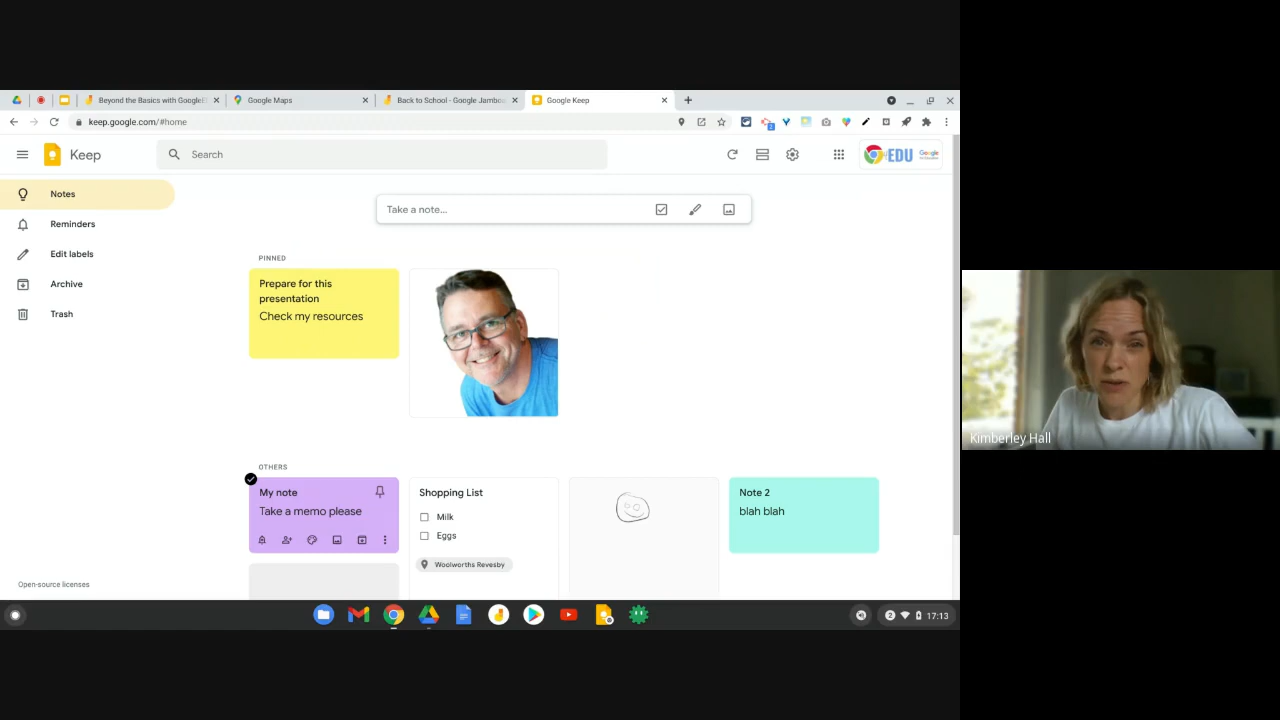 Beyond the Basics with GoogleE
Google Maps
Back to School - Google Jambo
Google Keep
keep.google.com/#home
Keep
Search
EDU
Google
Notes
Reminders
Edit labels
Archive
Trash
Take a note...
PINNED
Prepare for this
presentation
Check my resources
OTHERS
My note
Take a memo please
Shopping List
Milk
Eggs
Woolworths Revesby
Note 2
blah blah
Open-source licenses
2
17:13
Kimberley Hall